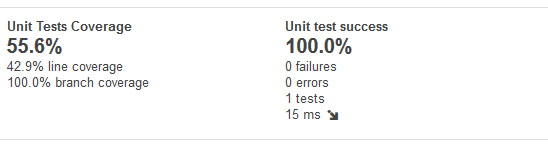 Unit Tests Coverage
55.6%
42.9% line coverage
100.0% branch coverage
Unit test success
100.0%
0 failures
0 errors
1 tests
15 ms